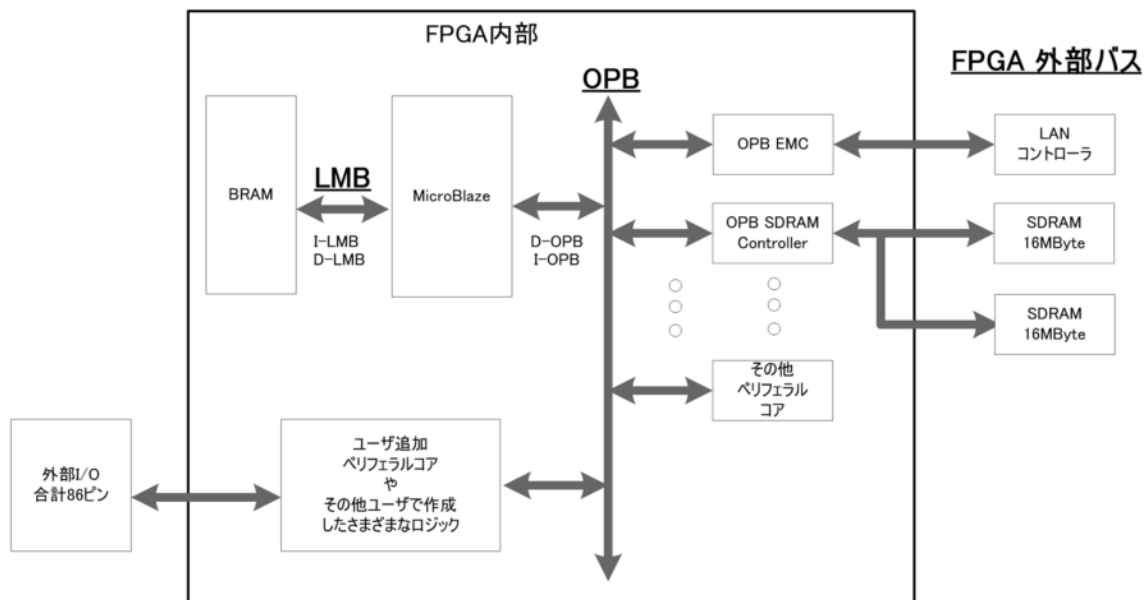 FPGA内部
FPGA 外部バス
OPB
BRAM
LMB
I-LMB
D-LMB
MicroBlaze
D-OPB
I-OPB
OPB EMC
LAN
コントローラ
OPB SDRAM
Controller
SDRAM
16MByte
SDRAM
16MByte
その他
ペリフェラル
コア
外部I/O
合計86ピン
ユーザ追加
ペリフェラルコア
や
その他ユーザで作成
したさまざまなロジック